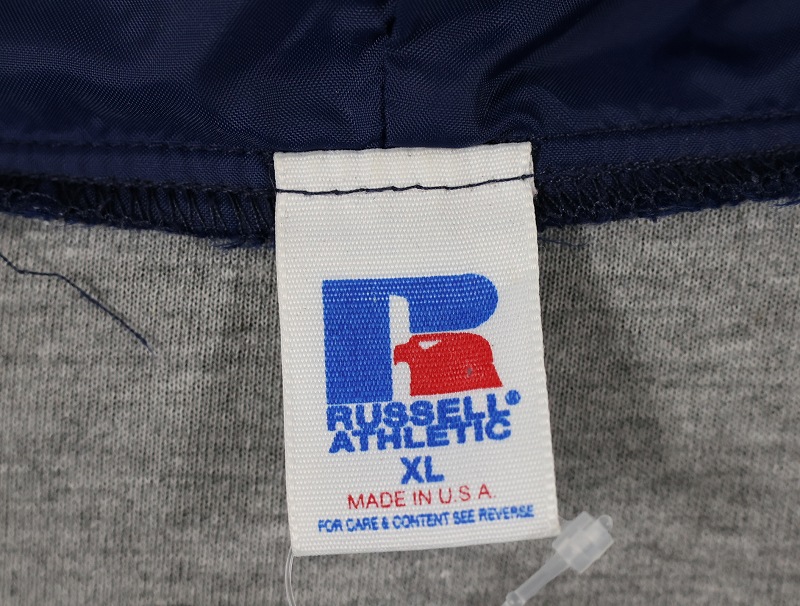 RUSSELL®
ATHLETIC
XL
MADE IN U.S.A.
FOR CARE & CONTENT SEE REVERSE